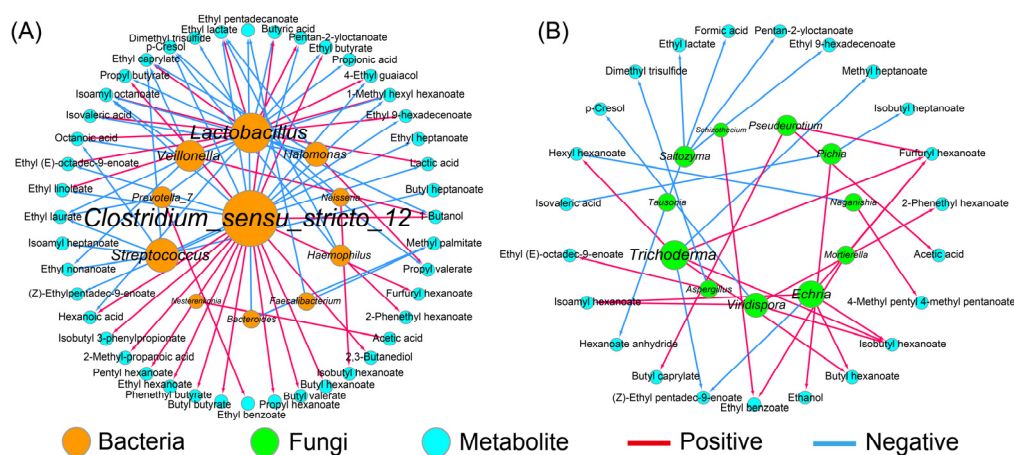 (A)
Ethyl pentadecanoate
Ethyl lactate
Butyric acid
Dimethyl trisulfide
Pentan-2-yloctanoate
p-Cresol
Ethyl butyrate
Ethyl caprylate
Propionic acid
Propyl butyrate
4-Ethyl guaiacol
Isoamyl octanoate
1-Methyl hexyl hexanoate
Isovaleric acid
Ethyl 9-hexadecenoate
Octanoic acid
Ethyl heptanoate
Ethyl (E)-octadec-9-enoate
Lactic acid
Ethyl linoleate
Butyl heptanoate
Ethyl laurate
1-Butanol
Isoamyl heptanoate
Methyl palmitate
Ethyl nonanoate
Propyl valerate
(Z)-Ethylpentadec-9-enoate
Furfuryl hexanoate
Hexanoic acid
2-Phenethyl hexanoate
Isobutyl 3-phenylpropionate
Acetic acid
2-Methyl-propanoic acid
2,3-Butanediol
Pentyl hexanoate
Isobutyl hexanoate
Ethyl hexanoate
Butyl hexanoate
Phenethyl butyrate
Butyl valerate
Butyl butyrate
Propyl hexanoate
Ethyl benzoate
Lactobacillus
Veillonella
Halomonas
Prevotella_7
Neisseria
Clostridium_sensu_stricto_12
Streptococcus
Haemophilus
Nesterenkonia
Faecalibacterium
Bacteroides
(B)
Formic acid
Pentan-2-yloctanoate
Ethyl lactate
Ethyl 9-hexadecenoate
Dimethyl trisulfide
Methyl heptanoate
p-Cresol
Isobutyl heptanoate
Hexyl hexanoate
Furfuryl hexanoate
Isovaleric acid
2-Phenethyl hexanoate
Ethyl (E)-octadec-9-enoate
Acetic acid
Isoamyl hexanoate
4-Methyl pentyl 4-methyl pentanoate
Hexanoate anhydride
Isobutyl hexanoate
Butyl caprylate
Butyl hexanoate
(Z)-Ethyl pentadec-9-enoate
Ethanol
Ethyl benzoate
Schizothecium
Pseudeurotium
Saitozyma
Pichia
Tausonia
Naganishia
Trichoderma
Mortierella
Aspergillus
Viridispora
Echria
Bacteria
Fungi
Metabolite
Positive
Negative